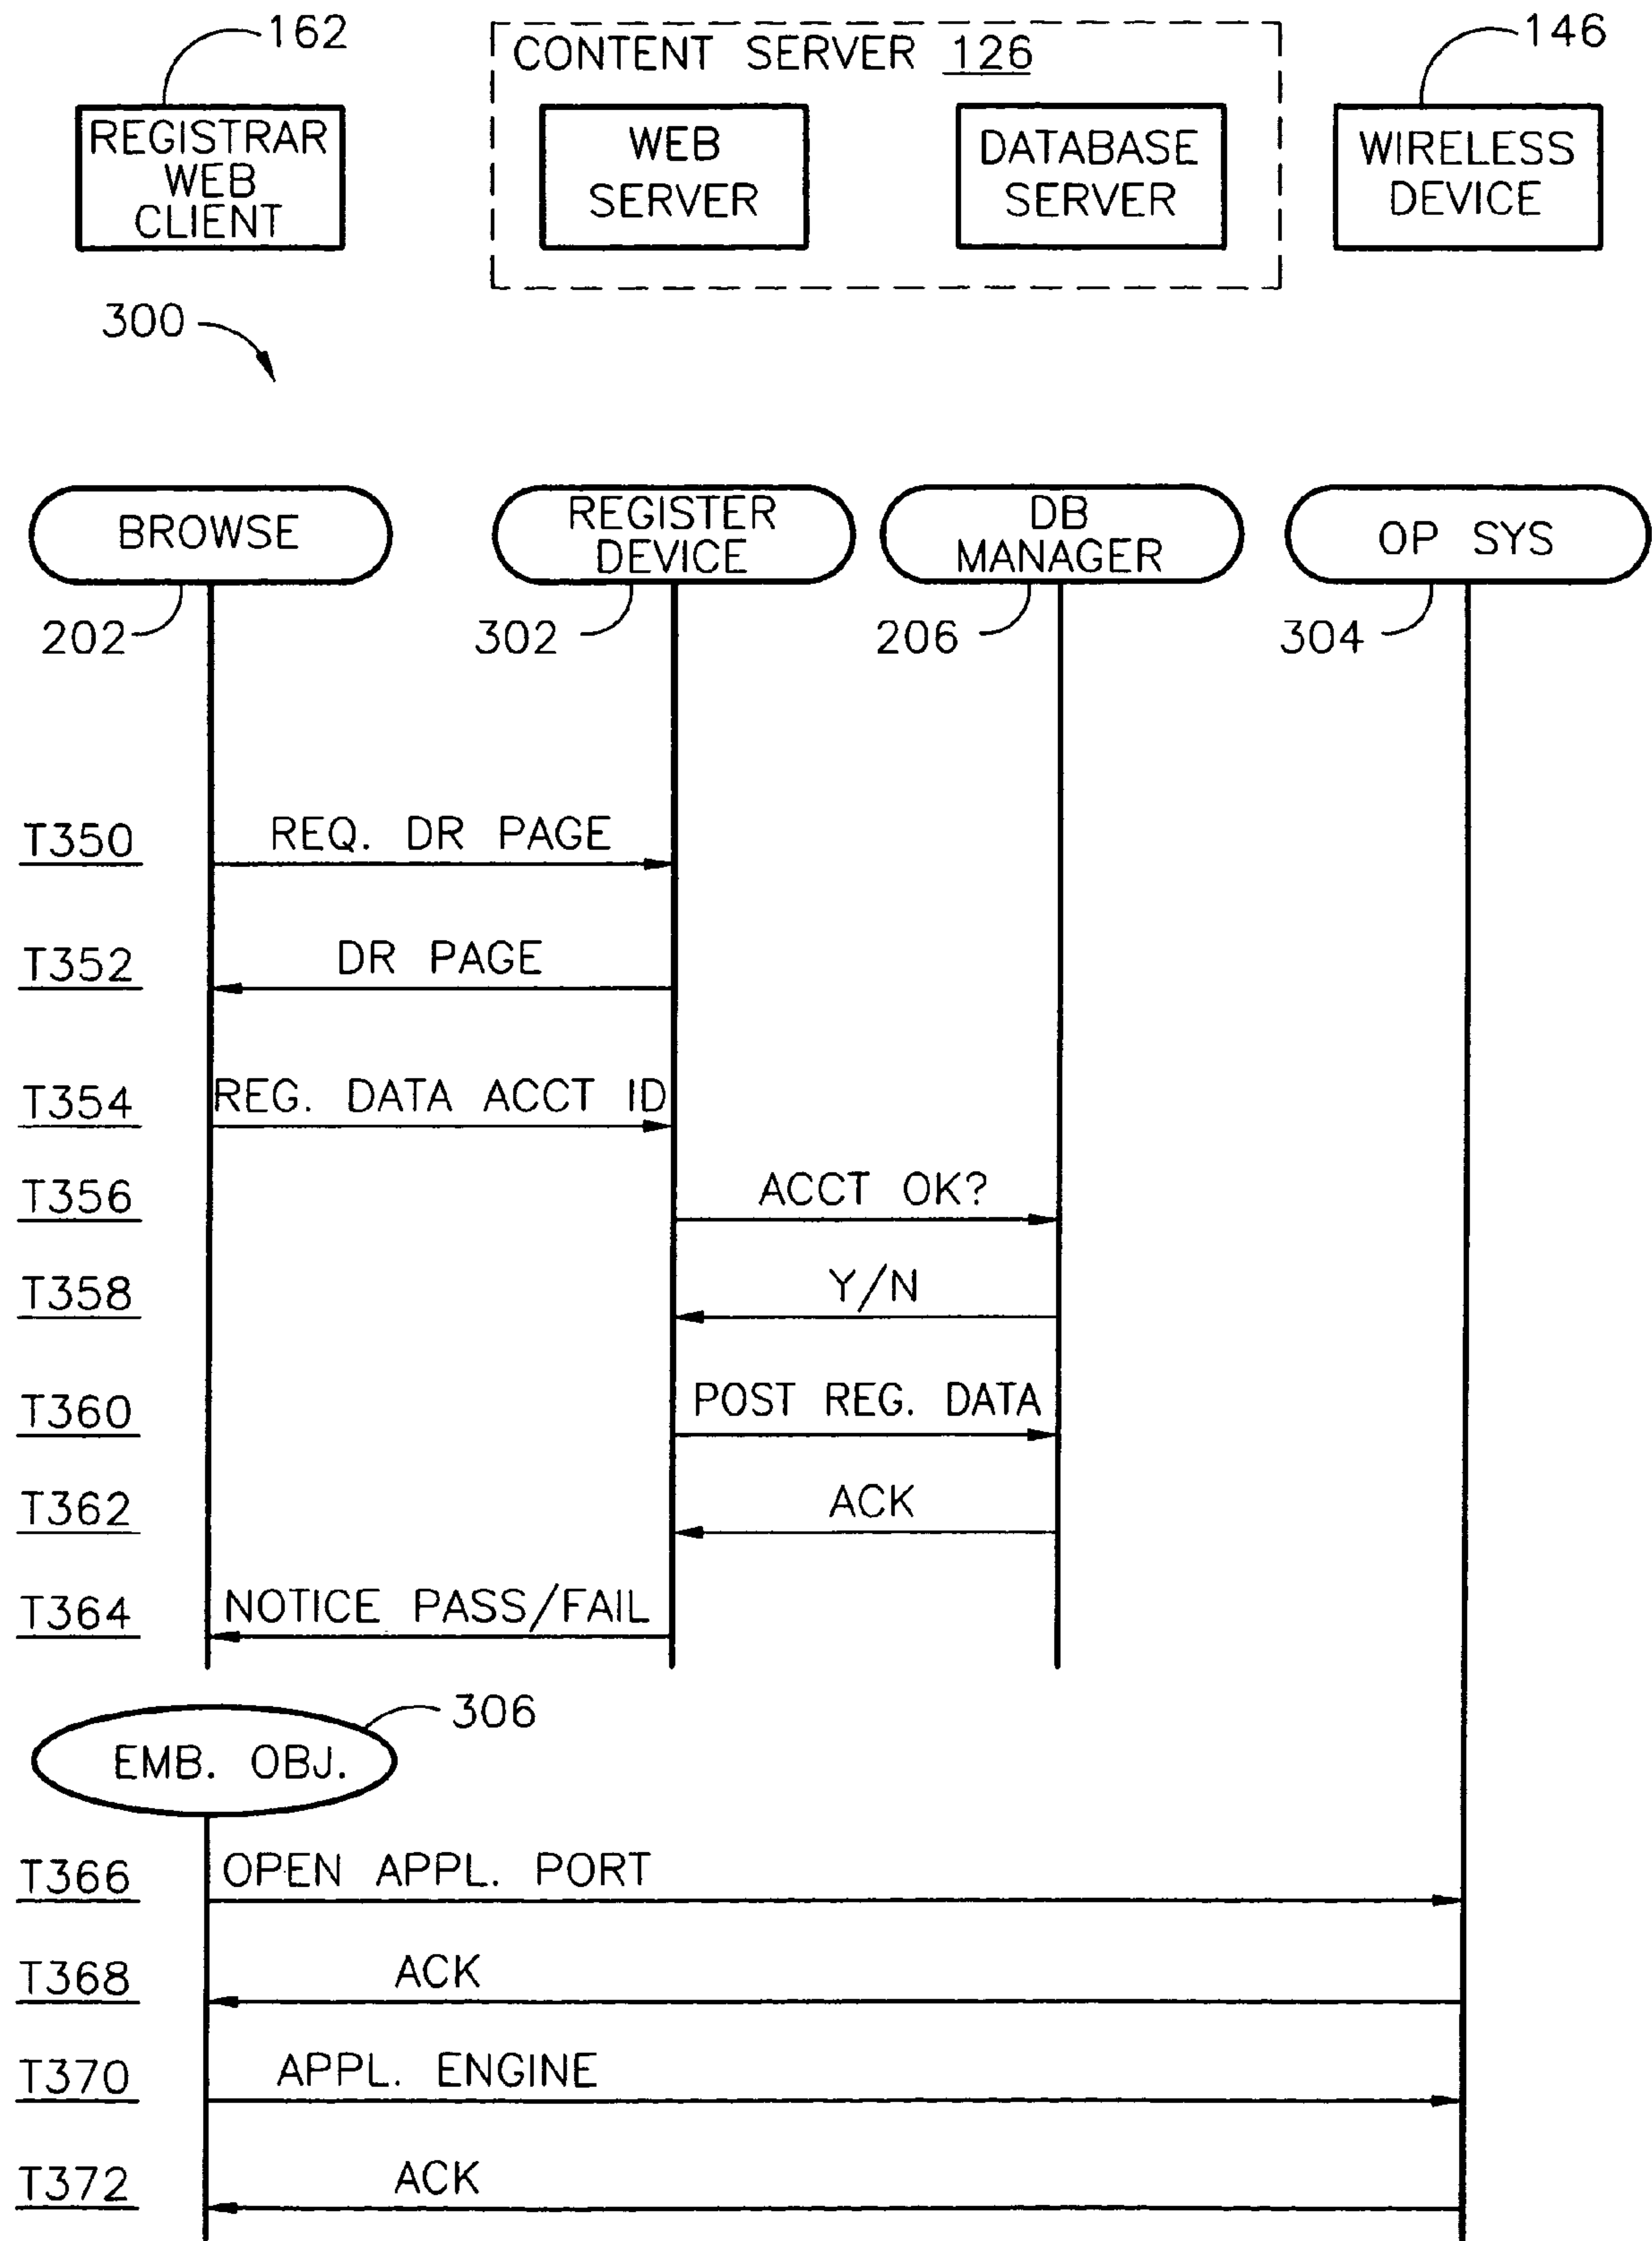 162
CONTENT SERVER 126
146
REGISTRAR
WEB
CLIENT
WEB
SERVER
DATABASE
SERVER
WIRELESS
DEVICE
300
BROWSE
REGISTER
DEVICE
DB
MANAGER
OP SYS
202
302
206
304
T350
REQ. DR PAGE
T352
DR PAGE
T354
REG. DATA ACCT ID
T356
ACCT OK?
T358
Y/N
T360
POST REG. DATA
T362
ACK
T364
NOTICE PASS/FAIL
306
EMB. OBJ.
T366
OPEN APPL. PORT
T368
ACK
T370
APPL. ENGINE
T372
ACK